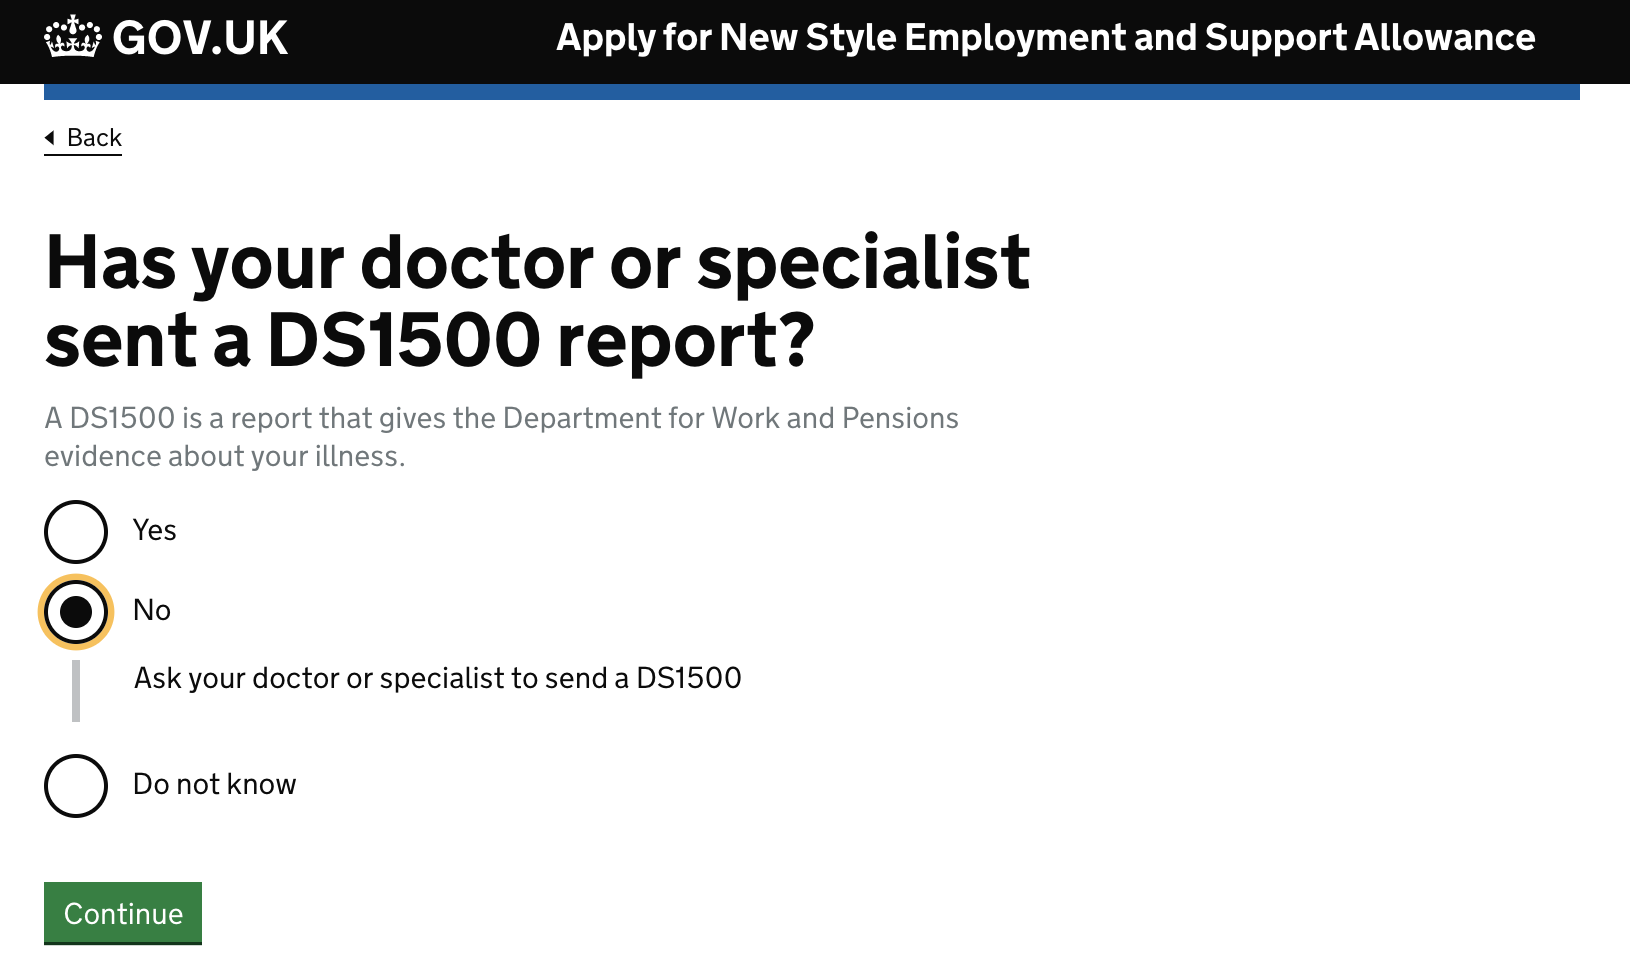 GOV.UK
Apply for New Style Employment and Support Allowance
Back
Has your doctor or specialist
sent a DS1500 report?
A DS1500 is a report that gives the Department for Work and Pensions
evidence about your illness.
Yes
No
Ask your doctor or specialist to send a DS1500
Do not know
Continue